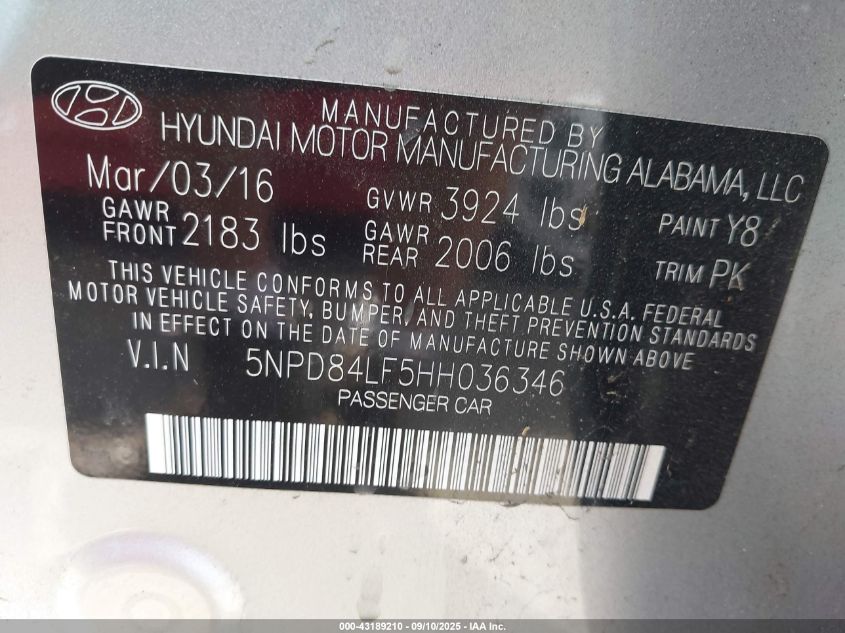 MANUFACTURED BY
HYUNDAI MOTOR MANUFACTURING ALABAMA, LLC
Mar/03/16 GVWR 3924 lbs PAINT Y8
GAWR FRONT 2183 lbs GAWR REAR 2006 lbs TRIM PK
THIS VEHICLE CONFORMS TO ALL APPLICABLE U.S.A. FEDERAL
MOTOR VEHICLE SAFETY, BUMPER, AND THEFT PREVENTION STANDARDS
IN EFFECT ON THE DATE OF MANUFACTURE SHOWN ABOVE.
V.I.N 5NPD84LF5HH036346
PASSENGER CAR
000-43189210 - 09/10/2025 - IAA Inc.